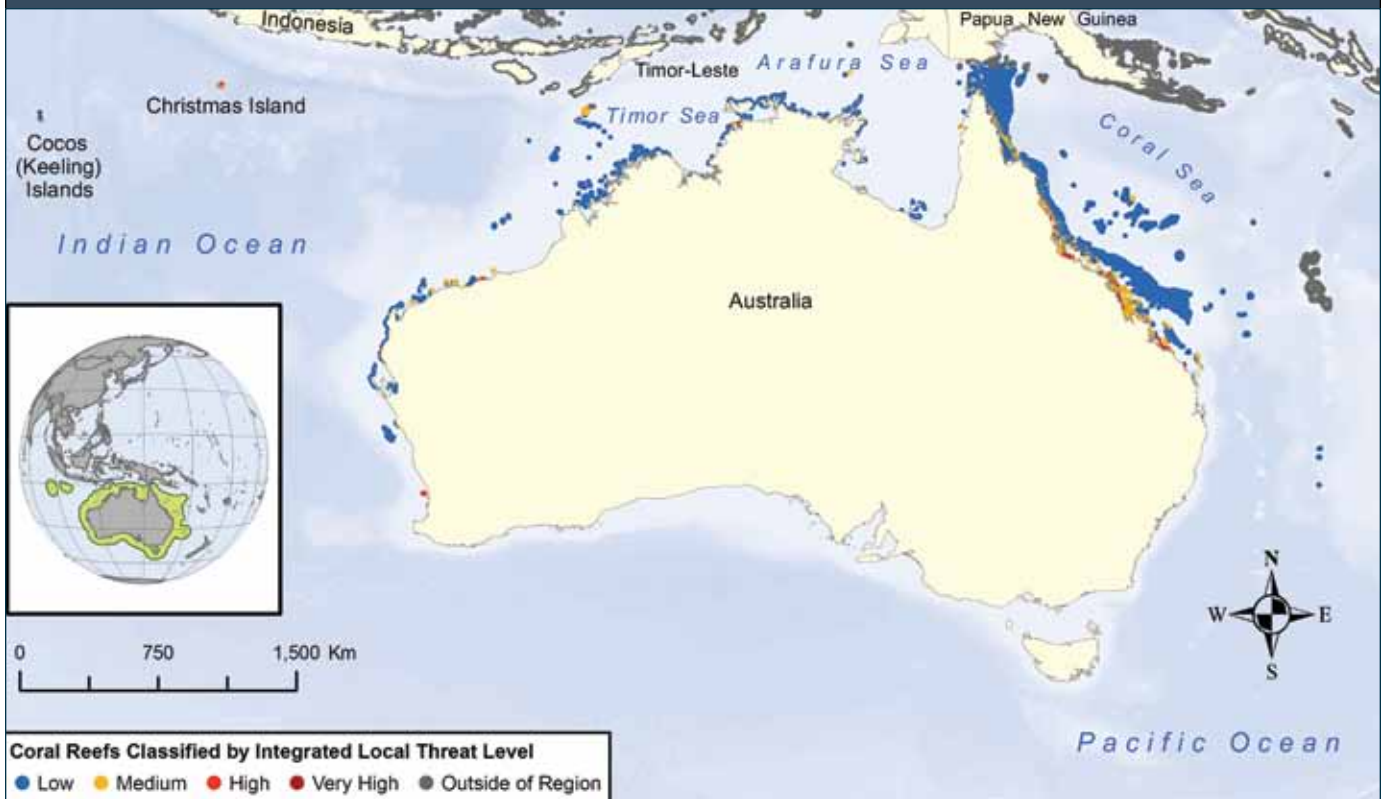 Indonesia
Papua New Guinea
Timor-Leste
Arafura Sea
Christmas Island
Timor Sea
Coral Sea
Cocos
(Keeling)
Islands
Indian Ocean
Australia
N
W
E
S
0 750 1,500 Km
Pacific Ocean
Coral Reefs Classified by Integrated Local Threat Level
Low Medium High Very High Outside of Region